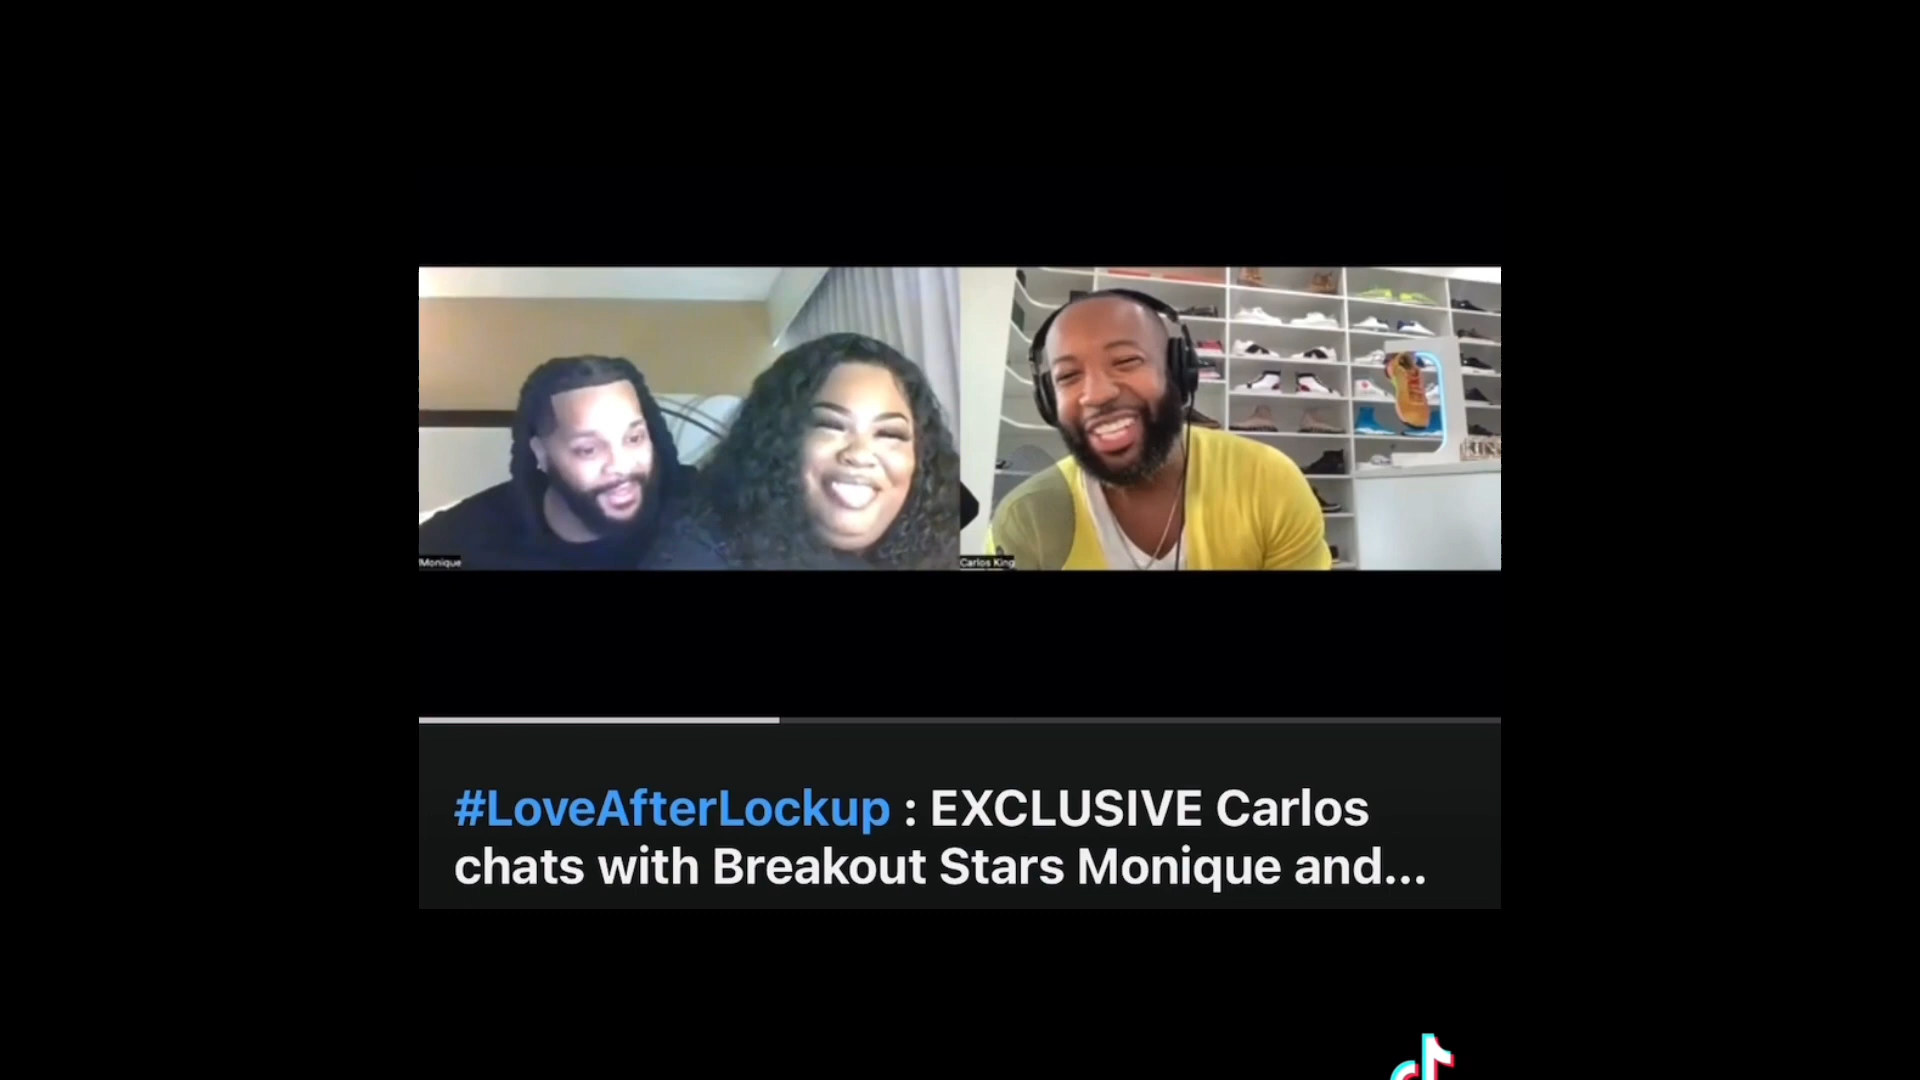 Monique
Carlos King
#LoveAfterLockup : EXCLUSIVE Carlos
chats with Breakout Stars Monique and...